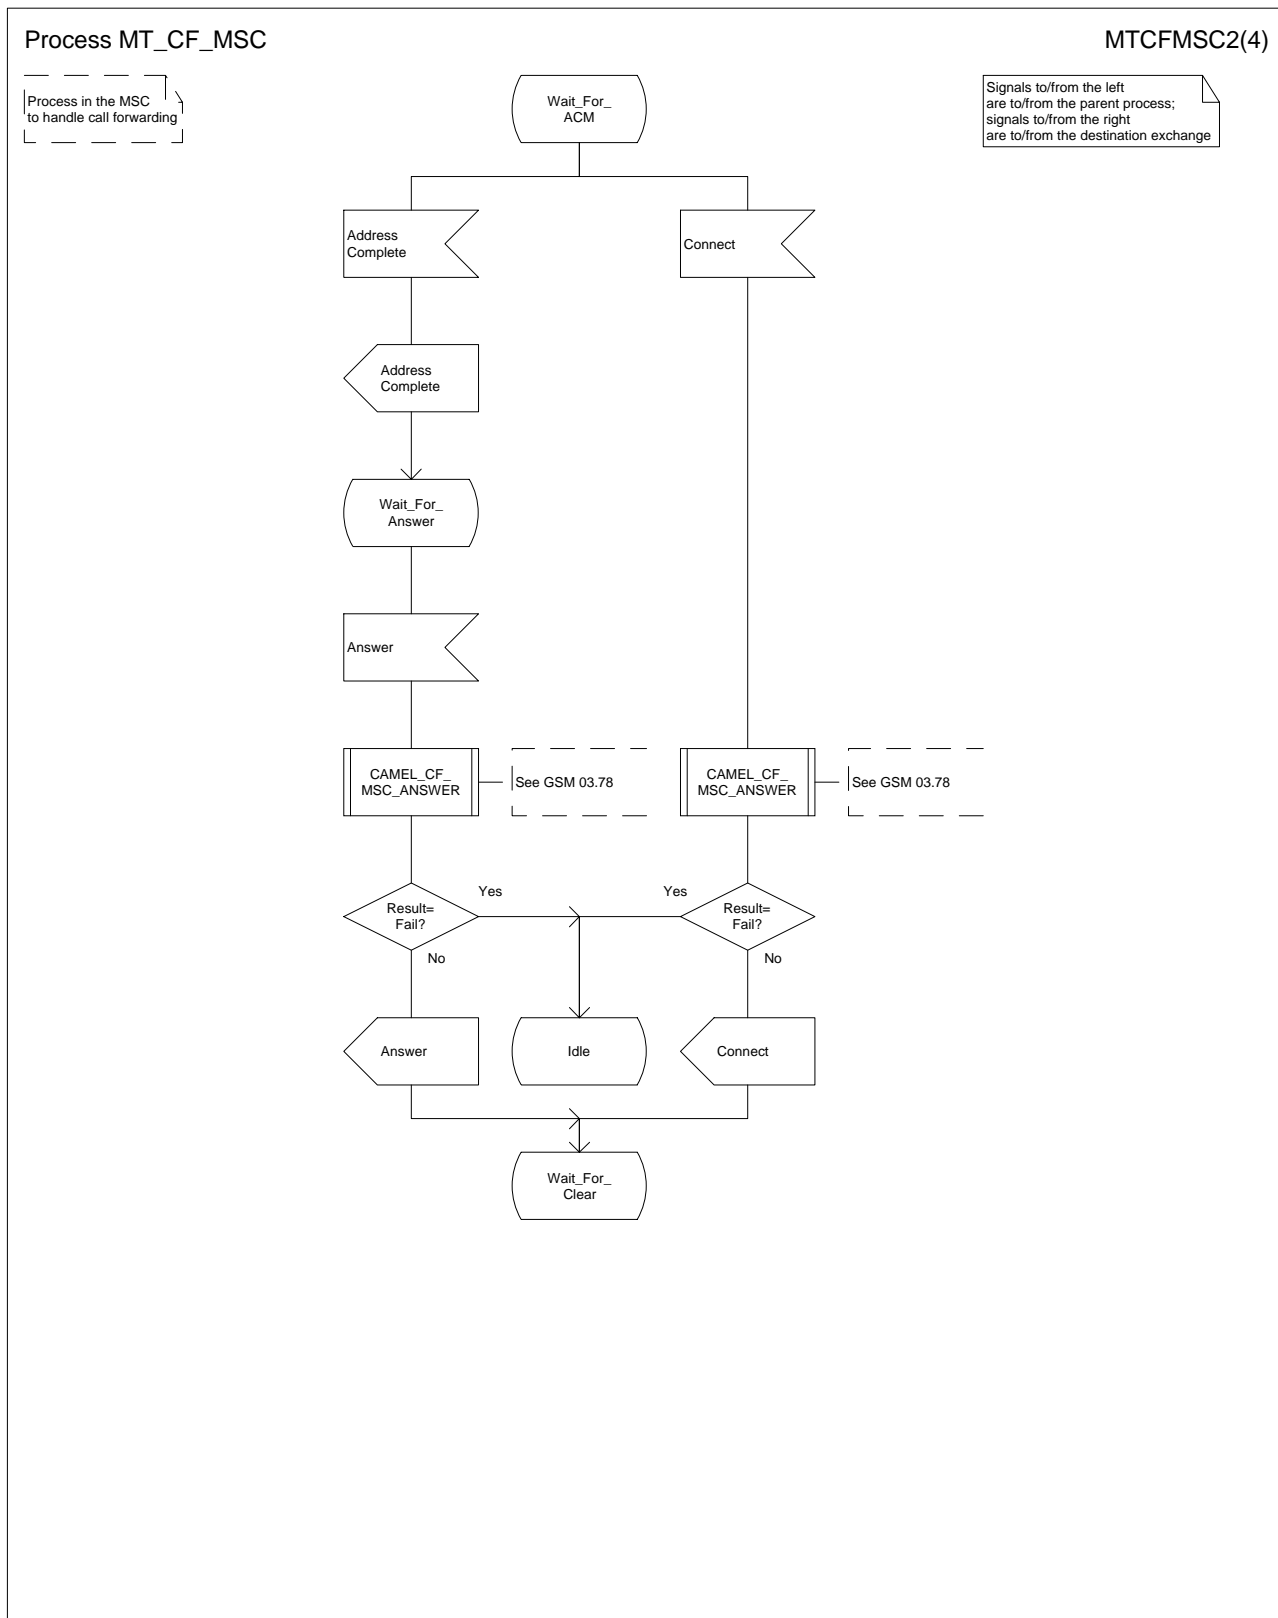 Process MT_CF_MSC
MTCFMSC2(4)
Process in the MSC
to handle call forwarding
Signals to/from the left
are to/from the parent process;
signals to/from the right
are to/from the destination exchange
Wait_For_
ACM
Address
Complete
Connect
Address
Complete
Wait_For_
Answer
Answer
CAMEL_CF_
MSC_ANSWER
See GSM 03.78
CAMEL_CF_
MSC_ANSWER
See GSM 03.78
Yes
Yes
Result=
Fail?
Result=
Fail?
No
No
Answer
Idle
Connect
Wait_For_
Clear